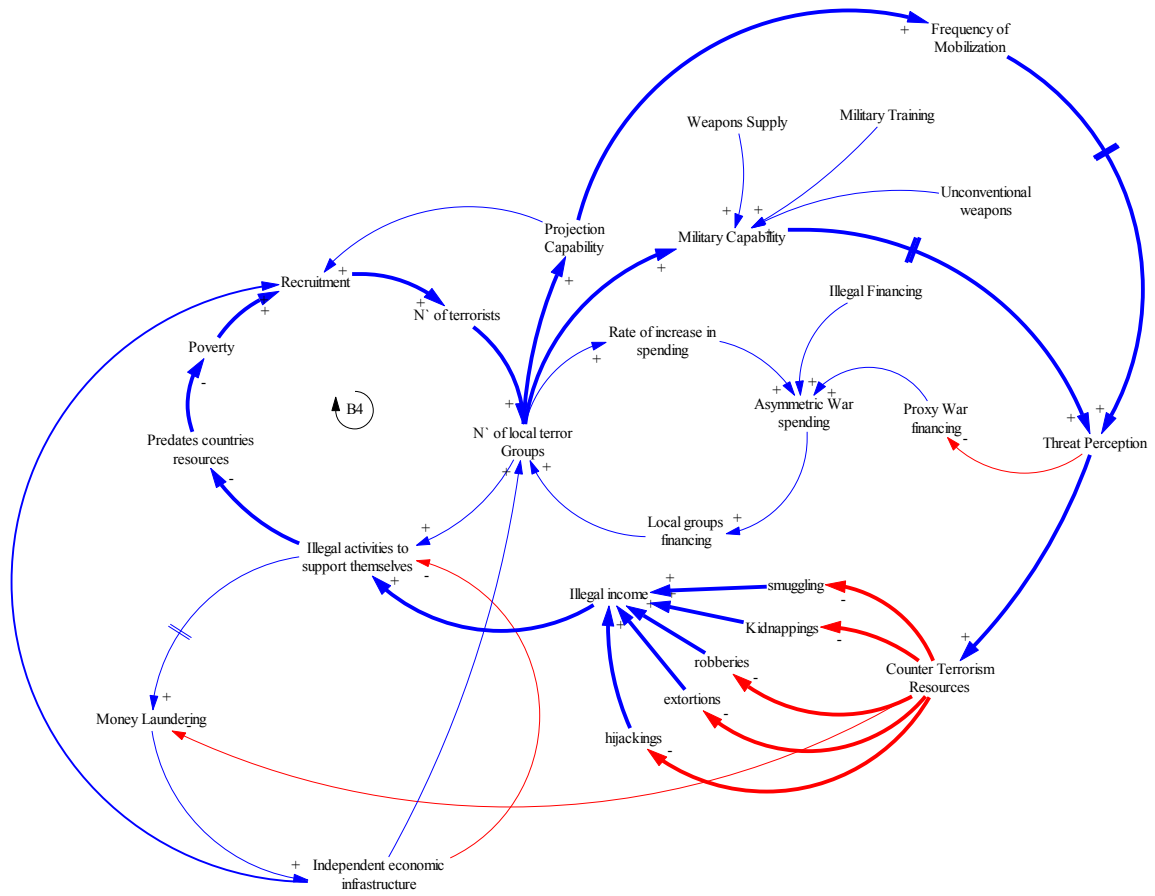 Frequency of
Mobilization
+
Weapons Supply
Military Training
Unconventional
weapons
+
+
+
Projection
Capability
Military Capability
+
+
+
Recruitment
Illegal Financing
+
N` of terrorists
Rate of increase in
spending
+
+
Poverty
-
B4
+
+
+
+
Asymmetric War
spending
Proxy War
financing
-
+
+
Threat Perception
Predates countries
resources
-
+
N` of local terror
Groups
+
+
+
Local groups
financing
+
Illegal activities to
support themselves
-
+
Illegal income
+
+
+
+
smuggling
-
Kidnappings
-
robberies
-
extortions
-
hijackings
-
+
Counter Terrorism
Resources
+
Money Laundering
-
+
Independent economic
infrastructure